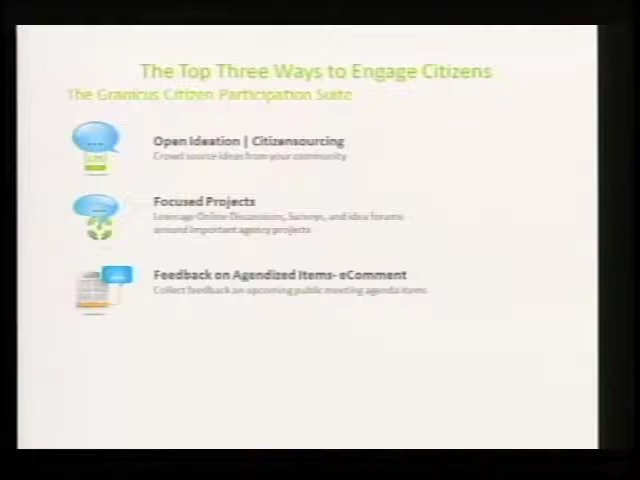 The Top Three Ways to Engage Citizens
The Granicus Citizen Participation Suite
Open Ideation | Citizensourcing
Crowd source ideas from your community
Focused Projects
Leverage Online Discussions, Surveys, and idea forums
around important agency projects
Feedback on Agendized Items- eComment
Collect feedback on upcoming public meeting agenda items